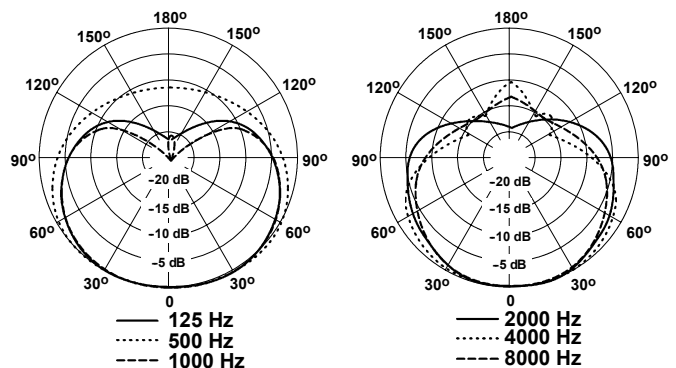 180°
150° 150°
120° 120°
90° 90°
60° 60°
30° 30°
0
–20 dB
–15 dB
–10 dB
–5 dB
125 Hz
500 Hz
1000 Hz
180°
150° 150°
120° 120°
90° 90°
60° 60°
30° 30°
0
–20 dB
–15 dB
–10 dB
–5 dB
2000 Hz
4000 Hz
8000 Hz